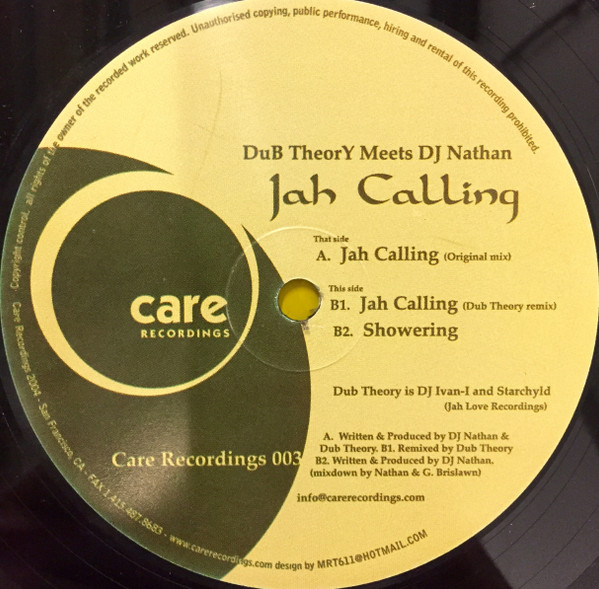 DuB TheorY Meets DJ Nathan
Jah Calling
That side
A. Jah Calling (Original mix)
This side
B1. Jah Calling (Dub Theory remix)
B2. Showering
care
RECORDINGS
Dub Theory is DJ Ivan-I and Starchyld
(Jah Love Recordings)
Care Recordings 003
A. Written & Produced by DJ Nathan &
Dub Theory. B1. Remixed by Dub Theory
B2. Written & Produced by DJ Nathan,
(mixdown by Nathan & G. Brislawn)
info@carerecordings.com
Care Recordings 2004 - San Francisco, CA - FAX 1.415.487.8683 - www.carerecordings.com design by MRT611@HOTMAIL.COM
Copyright control. all rights of the owner of the recorded work reserved. Unauthorised copying, public performance, hiring and rental of this recording prohibited.